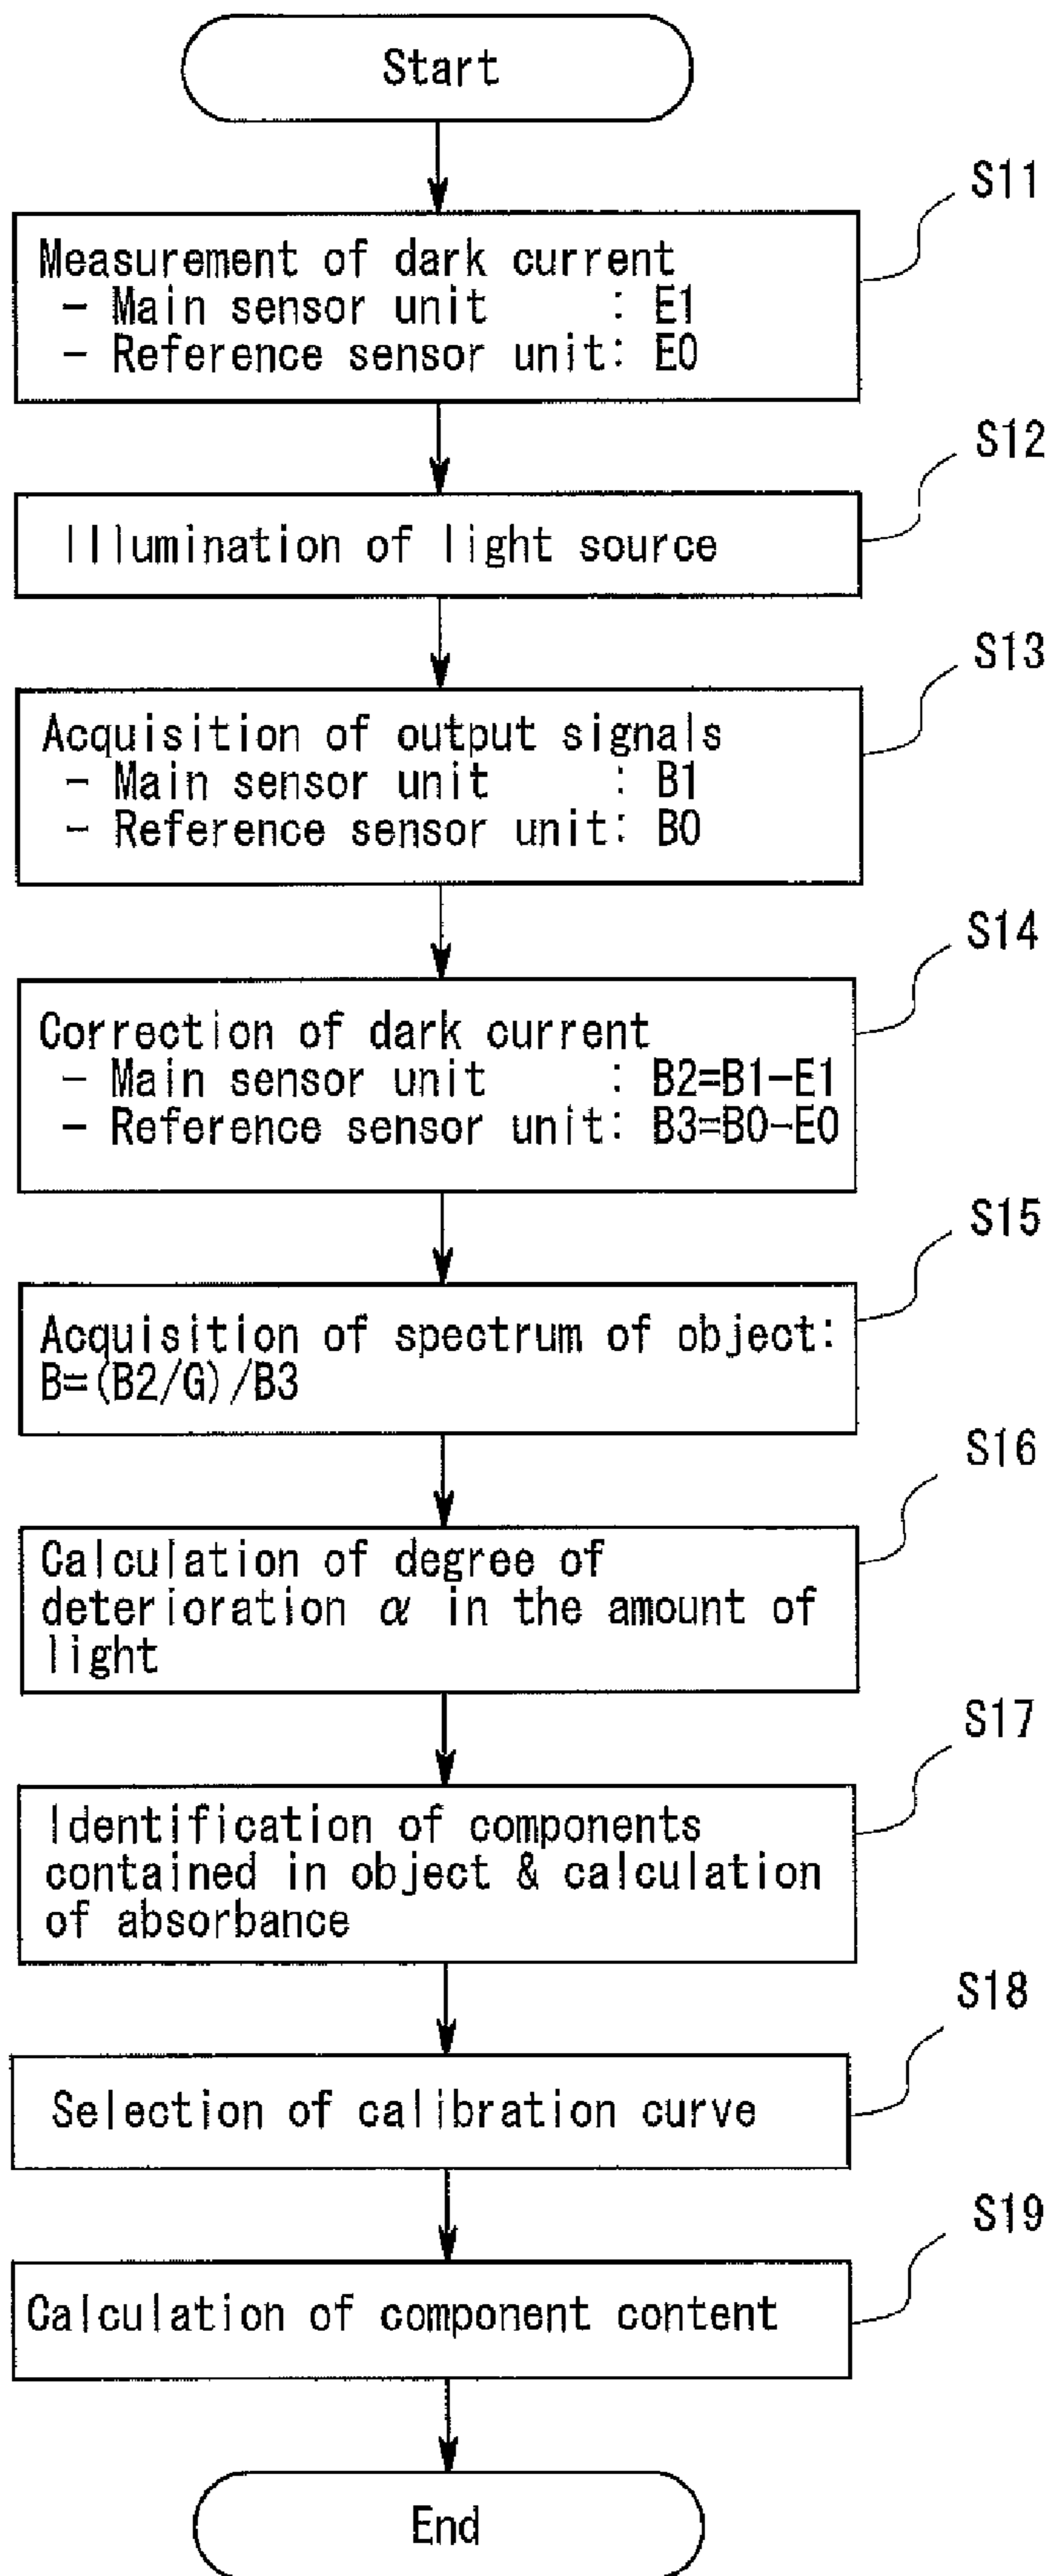 Start
S11
Measurement of dark current
- Main sensor unit : E1
- Reference sensor unit: E0
S12
Illumination of light source
S13
Acquisition of output signals
- Main sensor unit : B1
- Reference sensor unit: B0
S14
Correction of dark current
- Main sensor unit : B2=B1-E1
- Reference sensor unit: B3=B0-E0
S15
Acquisition of spectrum of object:
B=(B2/G)/B3
S16
Calculation of degree of
deterioration α in the amount of
light
S17
Identification of components
contained in object & calculation
of absorbance
S18
Selection of calibration curve
S19
Calculation of component content
End